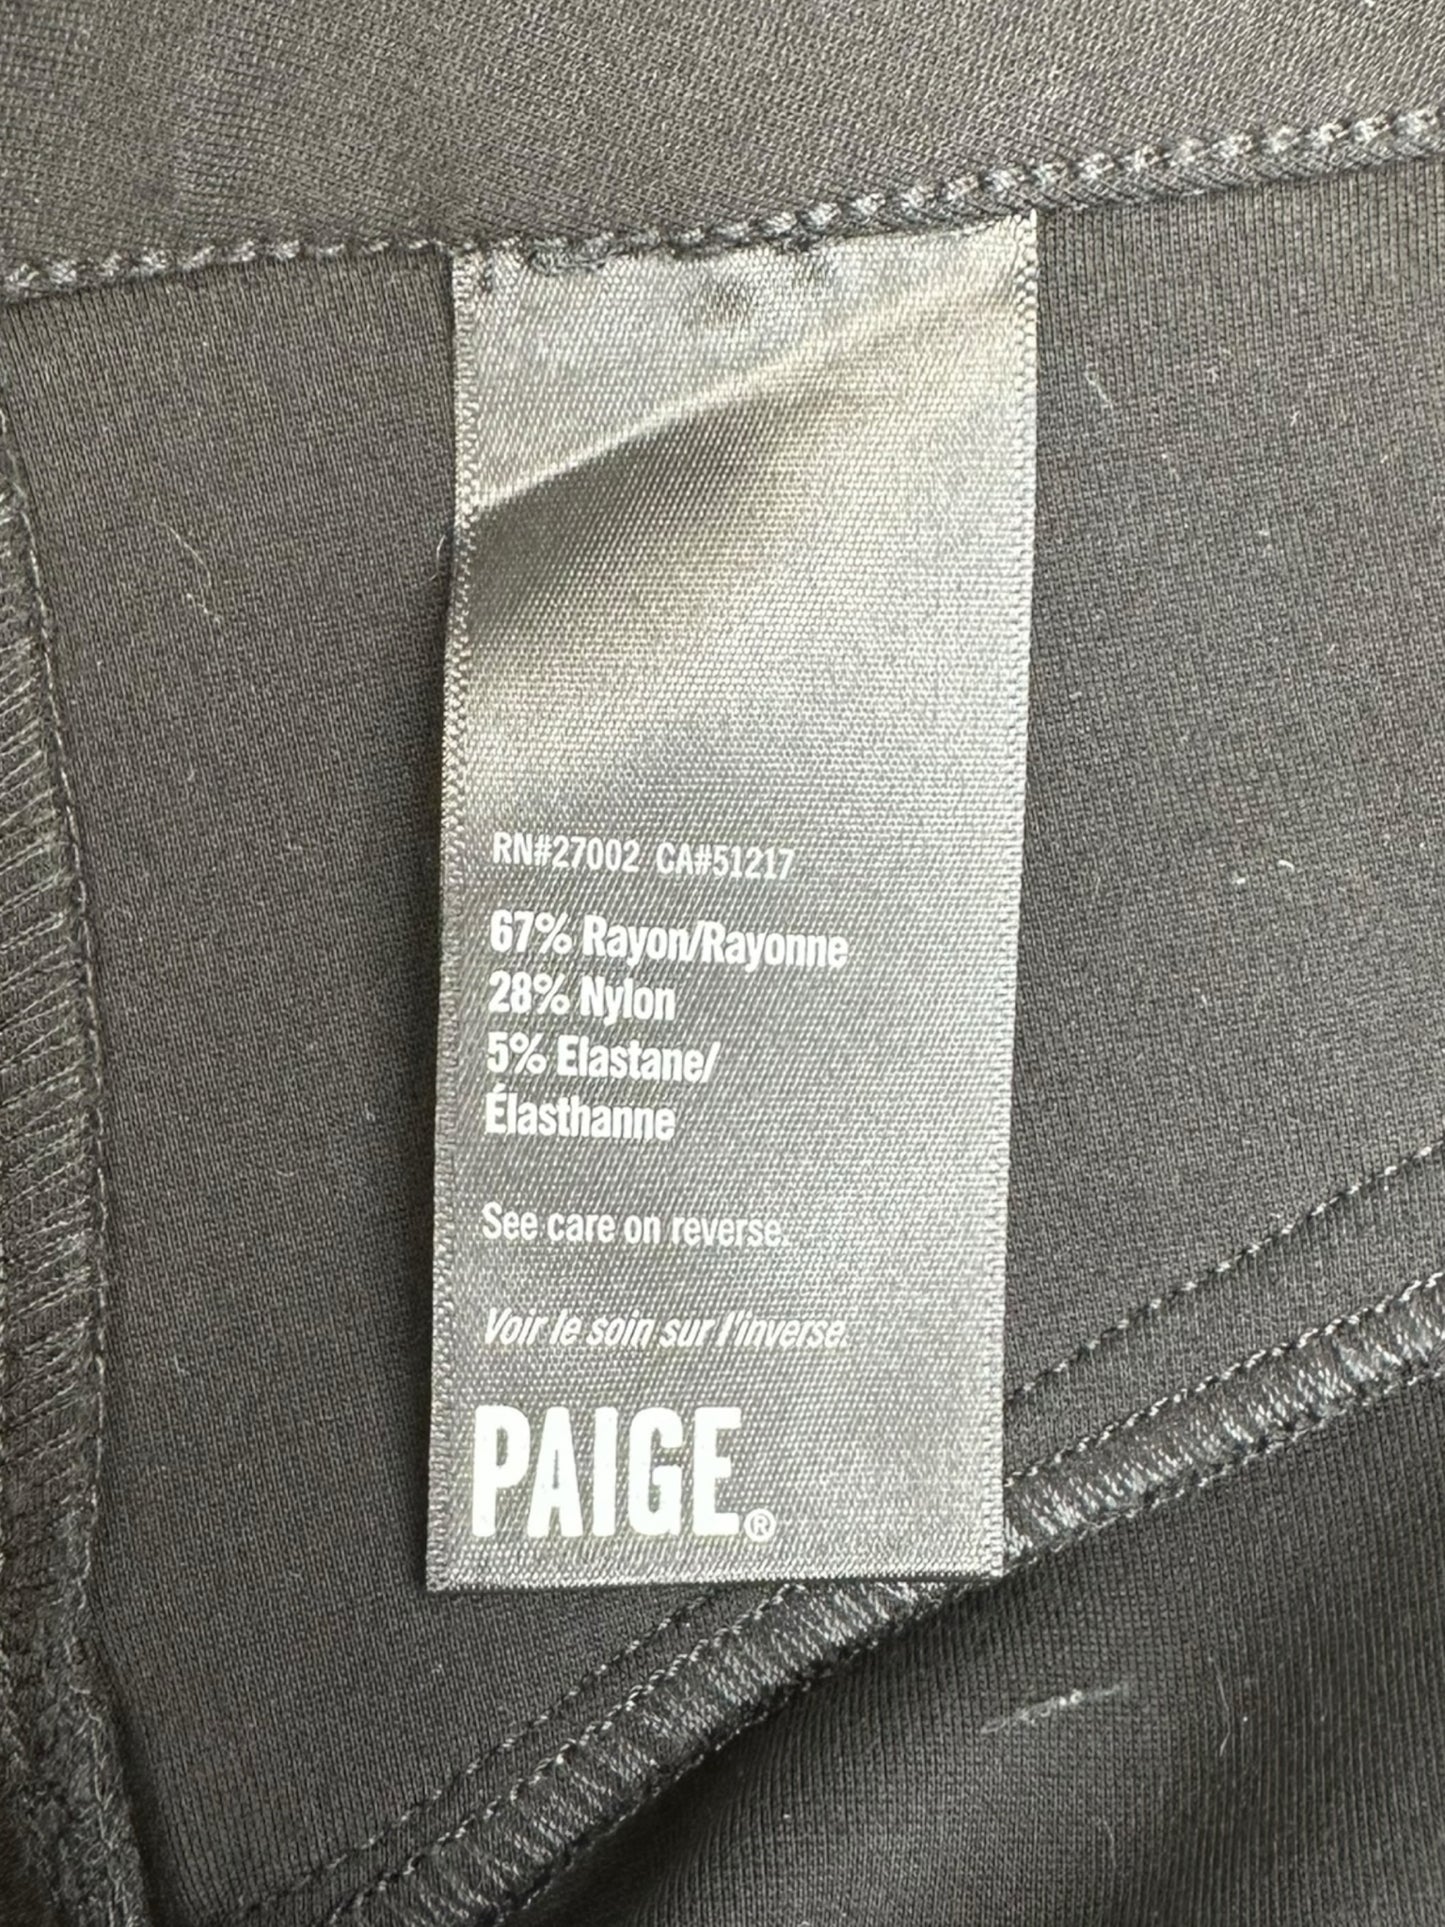 RN#27002 CA#51217
67% Rayon/Rayonne
28% Nylon
5% Elastane/
Élasthanne
See care on reverse.
Voir le soin sur l'inverse.
PAIGE®